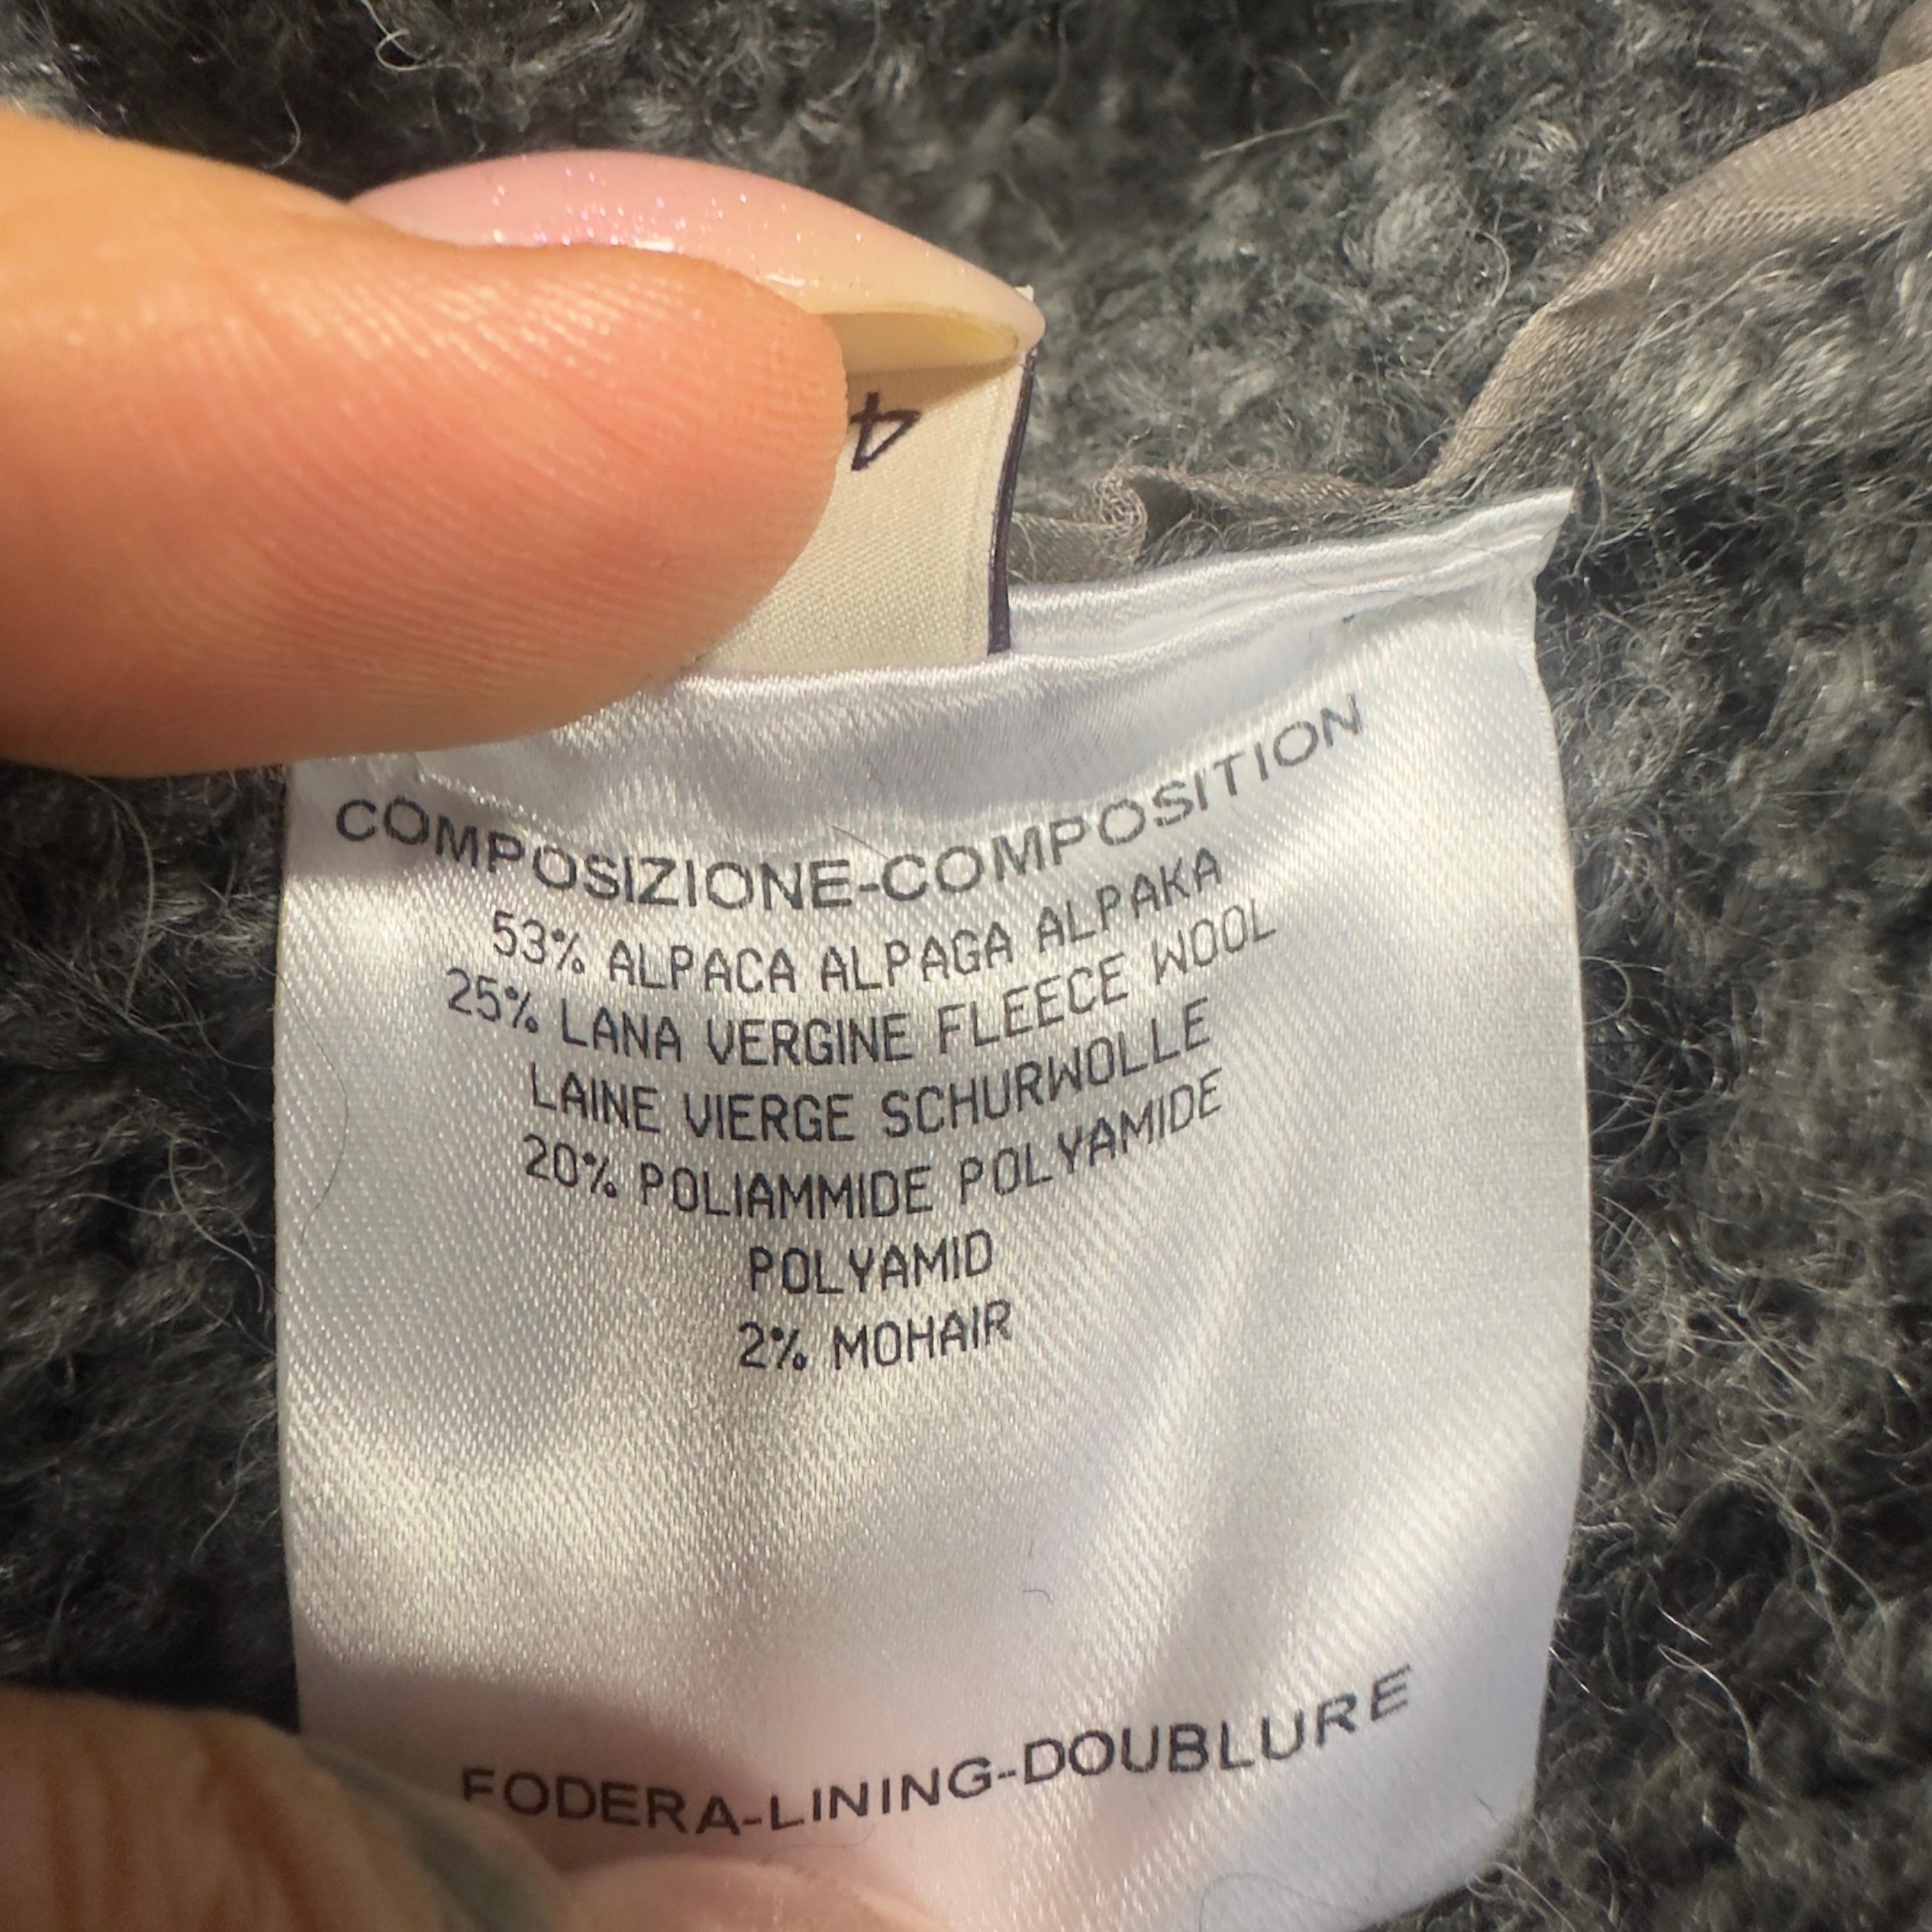 4
COMPOSIZIONE-COMPOSITION
53% ALPACA ALPAGA ALPAKA
25% LANA VERGINE FLEECE WOOL
LAINE VIERGE SCHURWOLLE
20% POLIAMMIDE POLYAMIDE
POLYAMID
2% MOHAIR
FODERA-LINING-DOUBLURE